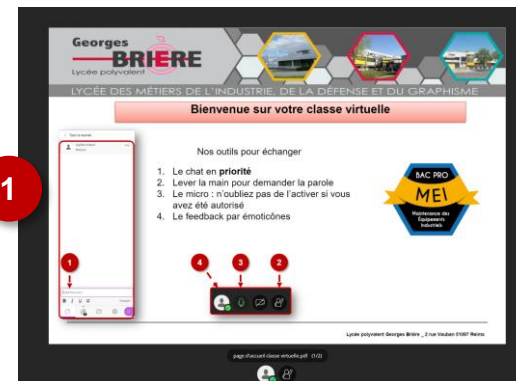 Georges
BRIERE
Lycée polyvalent
LYCÉE DES MÉTIERS DE L'INDUSTRIE, DE LA DÉFENSE ET DU GRAPHISME
Bienvenue sur votre classe virtuelle
Nos outils pour échanger
1. Le chat en priorité
2. Lever la main pour demander la parole
3. Le micro : n'oubliez pas de l'activer si vous
avez été autorisé
4. Le feedback par émoticônes
BAC PRO
MEI
Maintenance des
Équipements
Industriels
1
1
4
3
2
B I U
Lycée polyvalent Georges Brière _ 2 rue Vauban 51097 Reims
page d'accueil classe virtuelle.pdf (1/2)